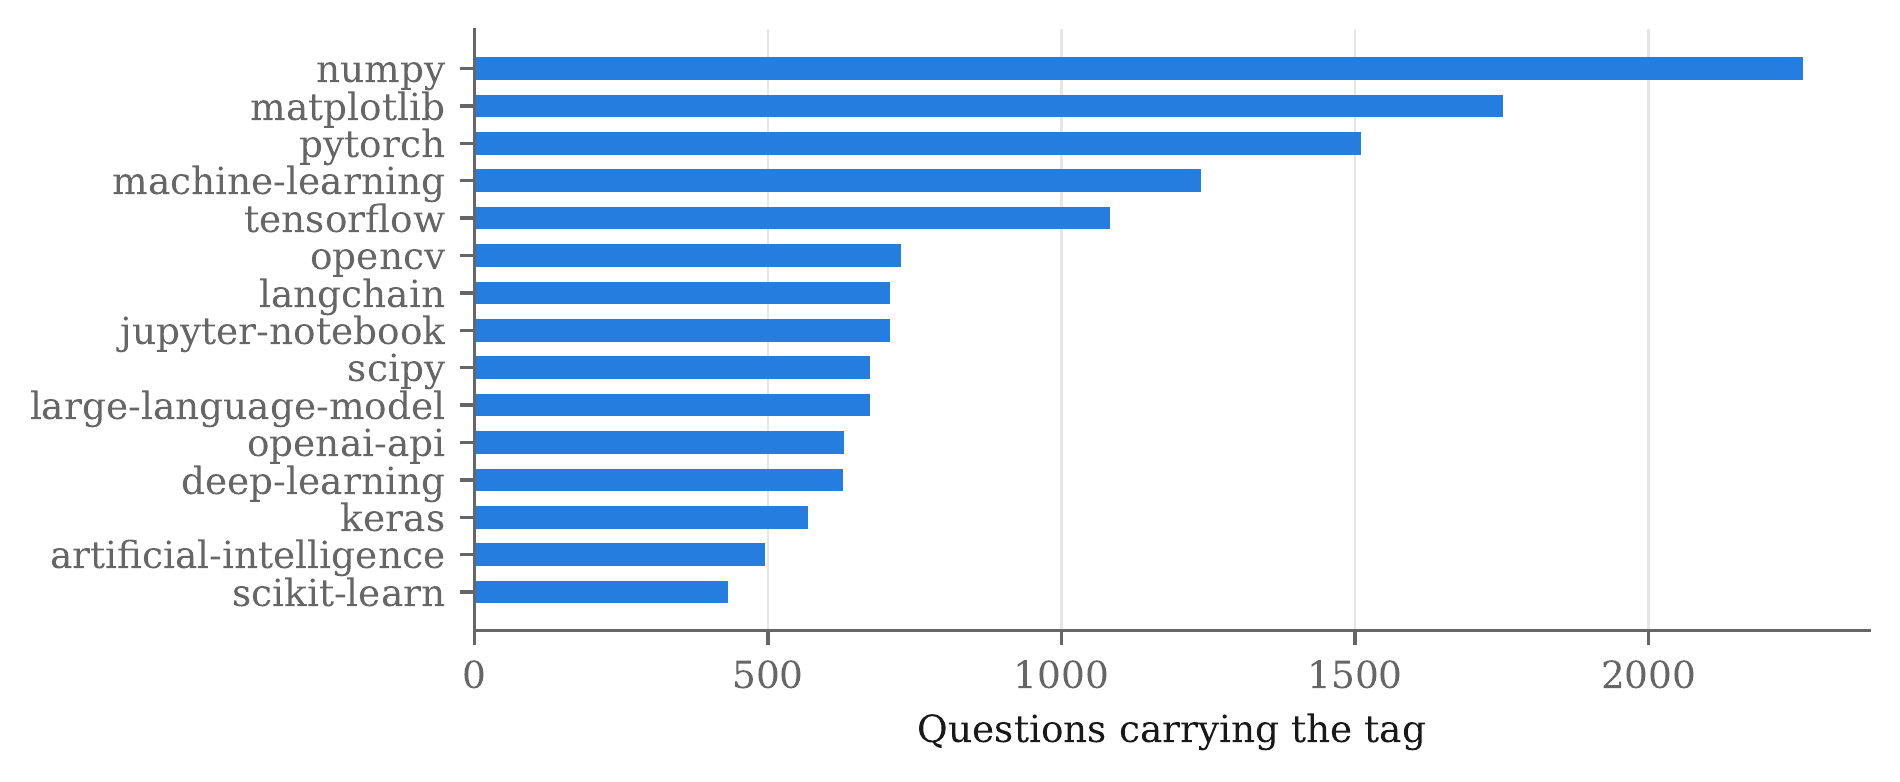 numpy
matplotlib
pytorch
machine-learning
tensorflow
opencv
langchain
jupyter-notebook
scipy
large-language-model
openai-api
deep-learning
keras
artificial-intelligence
scikit-learn
0 500 1000 1500 2000
Questions carrying the tag